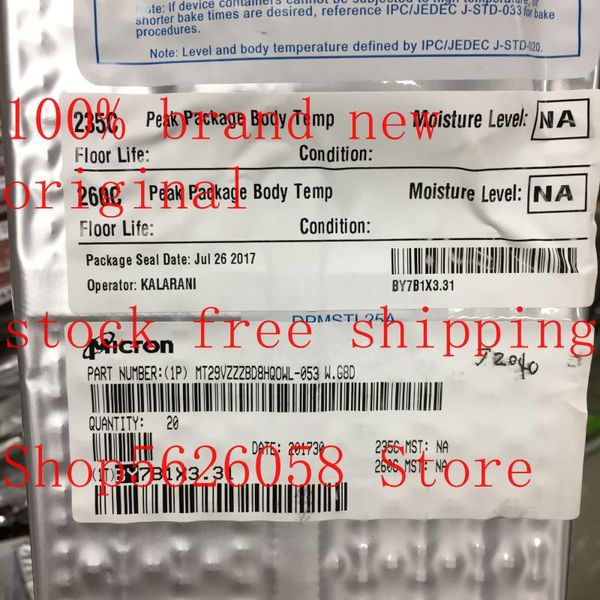 Note: If device containers cannot be subjected to high temperature, or
shorter bake times are desired, reference IPC/JEDEC J-STD-033 for bake
procedures.
Note: Level and body temperature defined by IPC/JEDEC J-STD-020.
100% brand new
235C Peak Package Body Temp Moisture Level: NA
Floor Life: Condition:
original
260C Peak Package Body Temp Moisture Level: NA
Floor Life: Condition:
Package Seal Date: Jul 26 2017
Operator: KALARANI BY7B1X3.31
DRMSTL25A
stock free shipping
Micron
PART NUMBER:(1P) MT29VZZZBD8HQOWL-053 W.G8D
QUANTITY: 20
DATE: 201730 235C MST: NA
Shop5626058 Store
260C MST: NA
(T)BY7B1X3.31